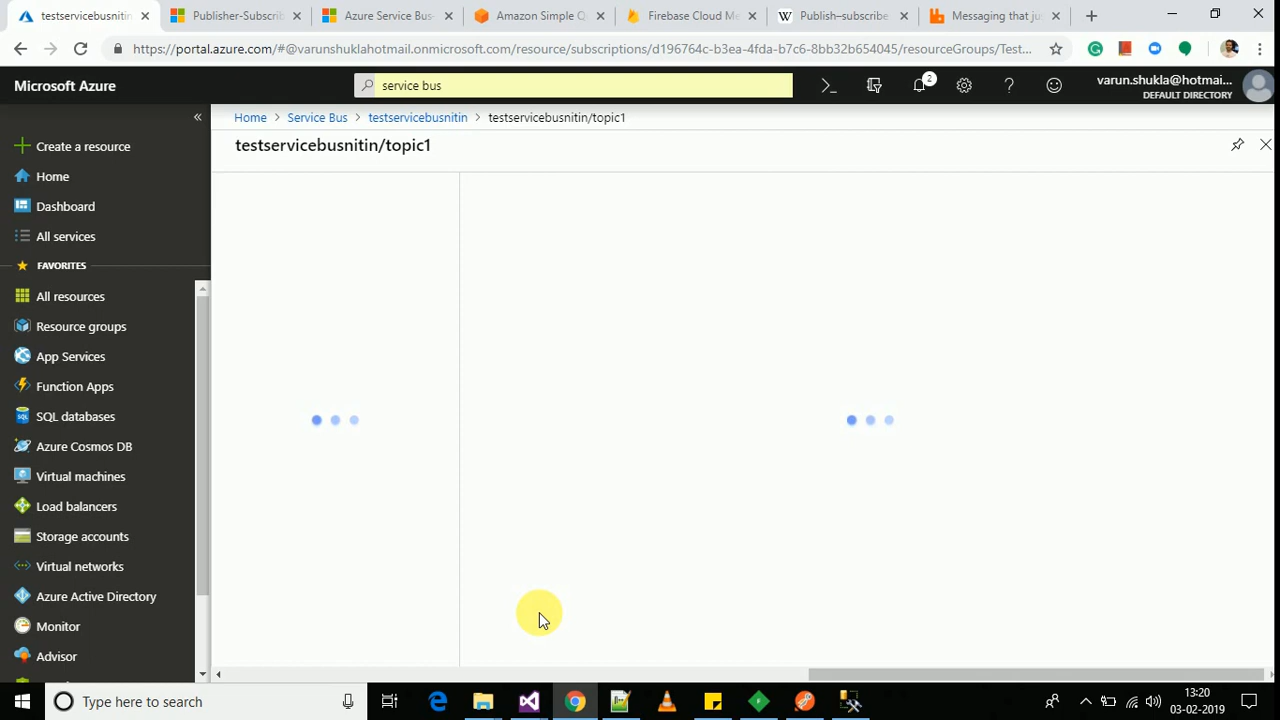 testservicebusnitin
Publisher-Subscrib
Azure Service Bus-
Amazon Simple Q
Firebase Cloud Me
Publish–subscribe
Messaging that ju
https://portal.azure.com/#@varunshuklahotmail.onmicrosoft.com/resource/subscriptions/d196764c-b3ea-4fda-b7c6-8bb32b654045/resourceGroups/Test...
Microsoft Azure
service bus
2
varun.shukla@hotmai...
DEFAULT DIRECTORY
Home
Service Bus
testservicebusnitin
testservicebusnitin/topic1
testservicebusnitin/topic1
Create a resource
Home
Dashboard
All services
FAVORITES
All resources
Resource groups
App Services
Function Apps
SQL databases
Azure Cosmos DB
Virtual machines
Load balancers
Storage accounts
Virtual networks
Azure Active Directory
Monitor
Advisor
Type here to search
13:20
03-02-2019